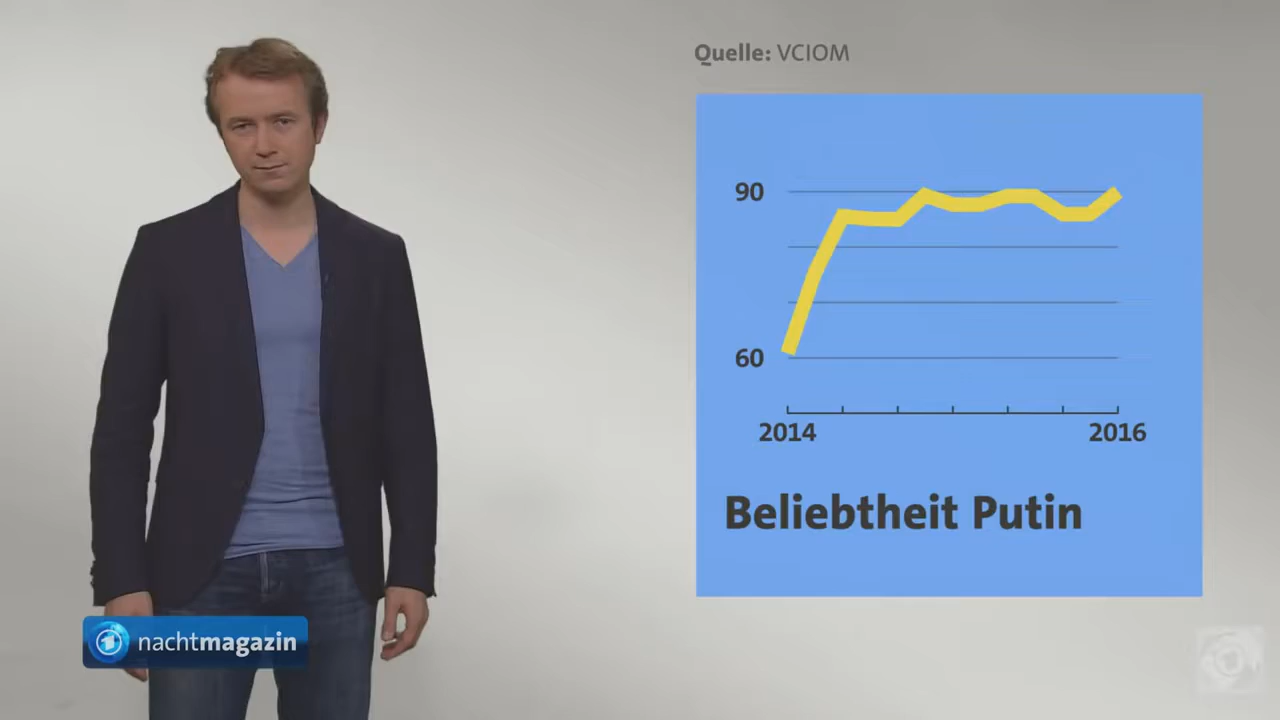 Quelle: VCIOM
90
60
2014 2016
Beliebtheit Putin
nachtmagazin